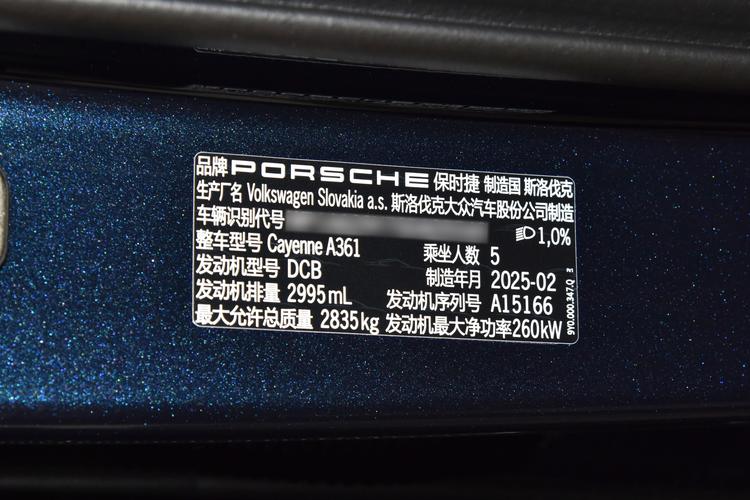 品牌 PORSCHE 保时捷 制造国 斯洛伐克
生产厂名 Volkswagen Slovakia a.s. 斯洛伐克大众汽车股份公司制造
车辆识别代号 1,0%
整车型号 Cayenne A361 乘坐人数 5
发动机型号 DCB 制造年月 2025-02
发动机排量 2995mL 发动机序列号 A15166
最大允许总质量 2835kg 发动机最大净功率260kW
9Y0.000.347.Q